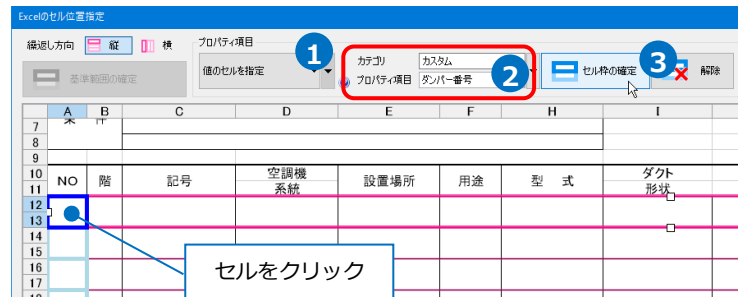 Excelのセル位置指定
繰返し方向 縦 横 プロパティ項目
基準範囲の確定
値のセルを指定
1
カテゴリ カスタム
プロパティ項目 ダンパー番号
2
セル枠の確定
3
解除
A B C D E F H I
7
8
9
10
11
NO 階 記号 空調機 系統 設置場所 用途 型 式 ダクト 形状
12
13
14
15
16
17
セルをクリック